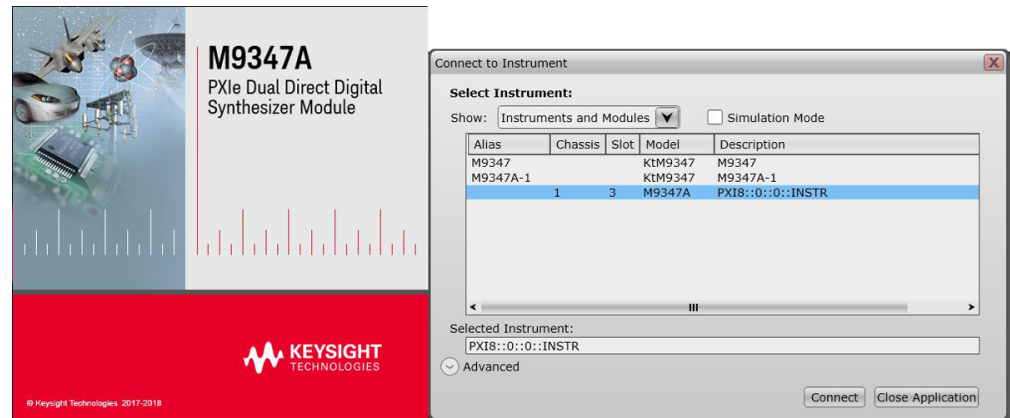 M9347A
PXIe Dual Direct Digital
Synthesizer Module
KEYSIGHT
TECHNOLOGIES
© Keysight Technologies 2017-2018
Connect to Instrument
X
Select Instrument:
Show: Instruments and Modules Simulation Mode
Alias Chassis Slot Model Description
M9347 KtM9347 M9347
M9347A-1 KtM9347 M9347A-1
1 3 M9347A PXI8::0::0::INSTR
Selected Instrument:
PXI8::0::0::INSTR
Advanced
Connect Close Application